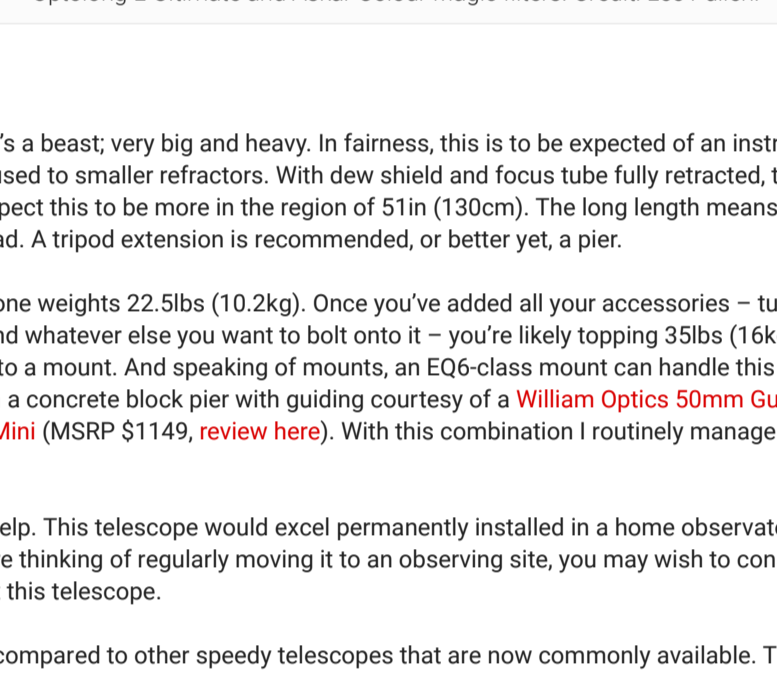 's a beast; very big and heavy. In fairness, this is to be expected of an
sed to smaller refractors. With dew shield and focus tube fully retracted,
pect this to be more in the region of 51in (130cm). The long length means
ad. A tripod extension is recommended, or better yet, a pier.
one weights 22.5lbs (10.2kg). Once you've added all your accessories –
nd whatever else you want to bolt onto it – you're likely topping 35lbs (16k
to a mount. And speaking of mounts, an EQ6-class mount can handle this
a concrete block pier with guiding courtesy of a William Optics 50mm Gu
Mini (MSRP $1149, review here). With this combination I routinely manage
elp. This telescope would excel permanently installed in a home observat
e thinking of regularly moving it to an observing site, you may wish to con
this telescope.
compared to other speedy telescopes that are now commonly available. T